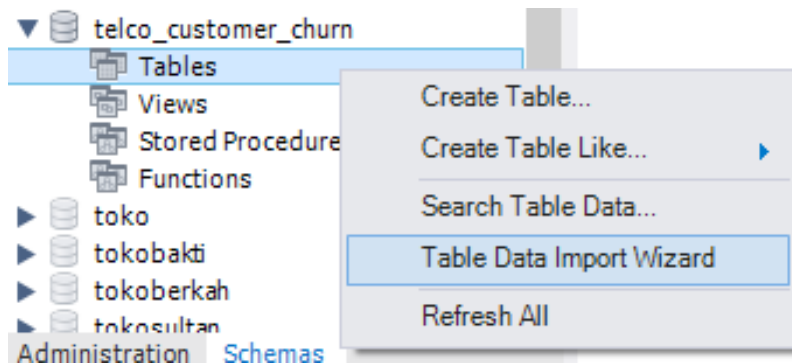 telco_customer_churn
Tables
Views
Stored Procedure
Functions
toko
tokobakti
tokoberkah
tokosultan
Administration Schemas
Create Table...
Create Table Like...
Search Table Data...
Table Data Import Wizard
Refresh All